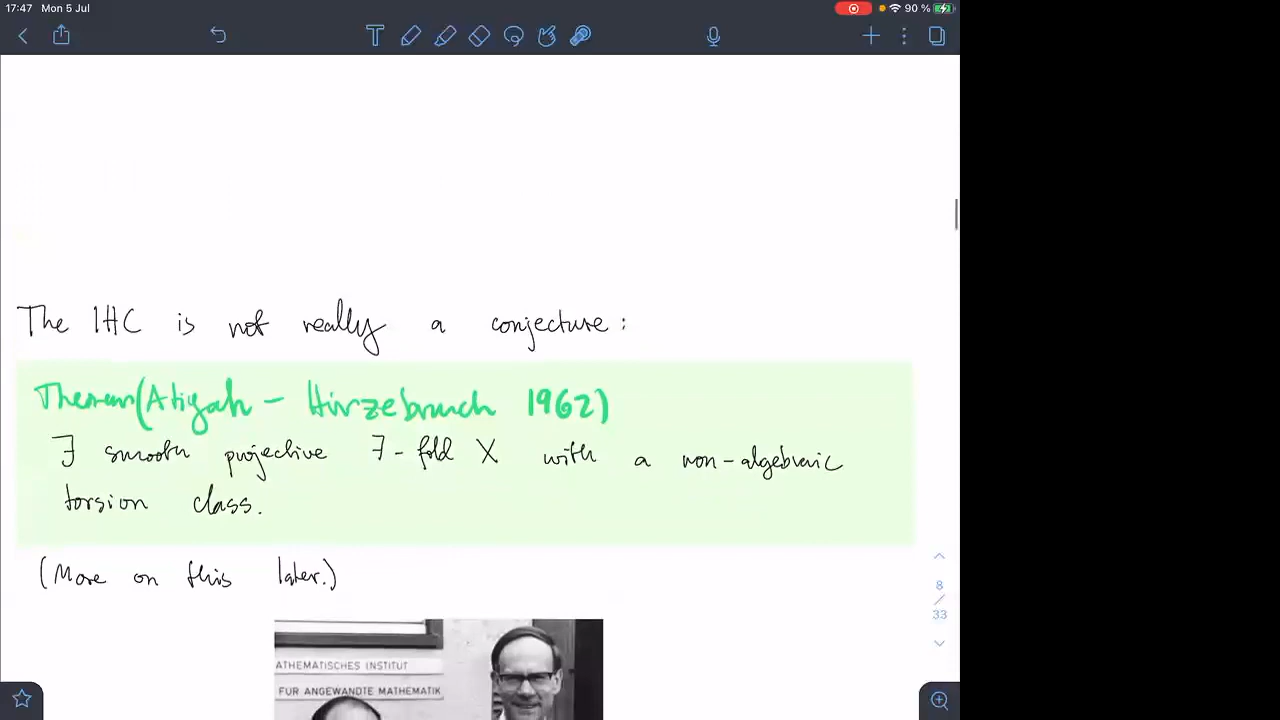 17:47 Mon 5 Jul
90 %
The IHC is not really a conjecture:
Theorem (Atiyah - Hirzebruch 1962)
∃ smooth projective 7-fold X with a non-algebraic
torsion class.
(More on this later.)
8
/
33
ATHEMATISCHES INSTITUT
FÜR ANGEWANDTE MATHEMATIK